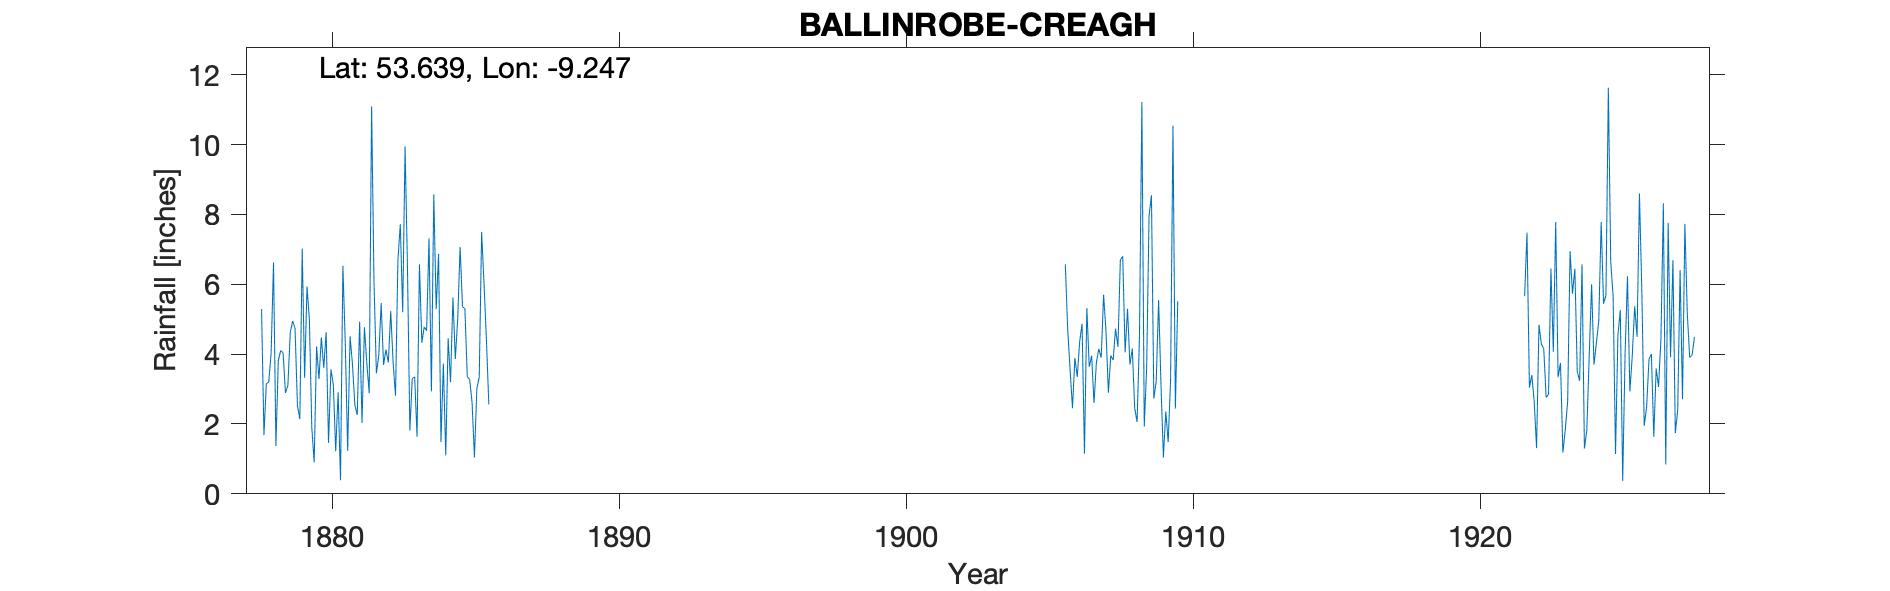 BALLINROBE-CREAGH
Lat: 53.639, Lon: -9.247
12
10
8
6
4
2
0
Rainfall [inches]
1880 1890 1900 1910 1920
Year